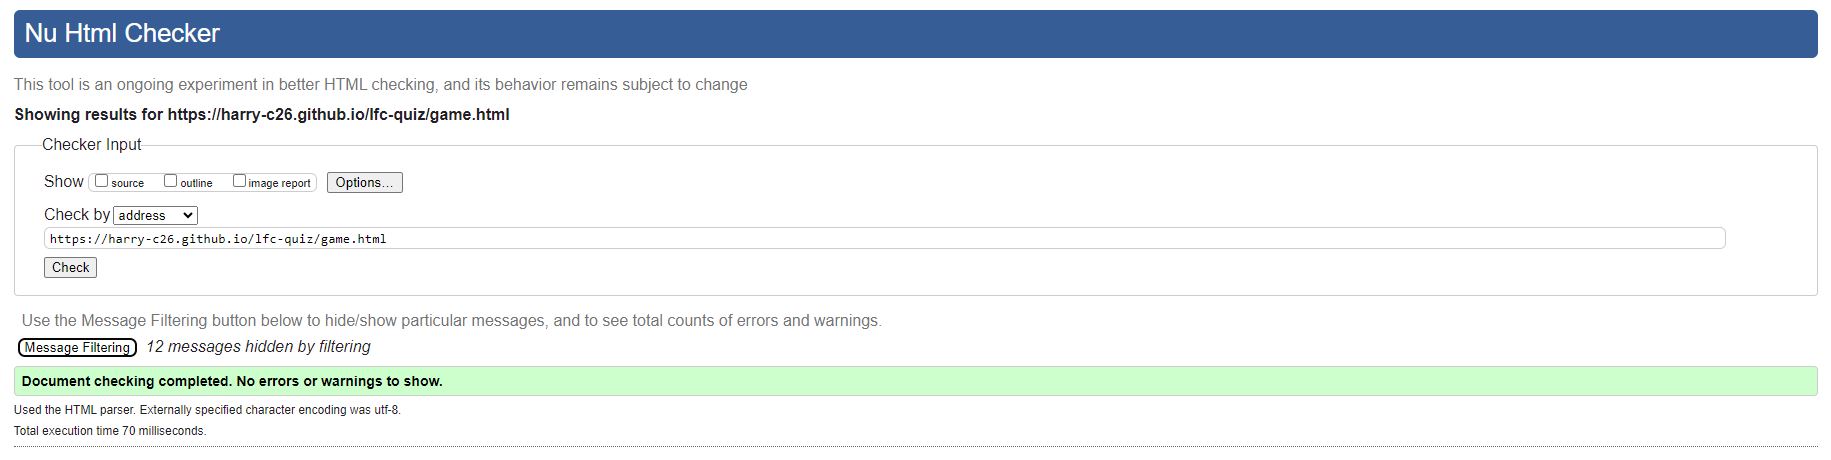 Nu Html Checker
This tool is an ongoing experiment in better HTML checking, and its behavior remains subject to change
Showing results for https://harry-c26.github.io/lfc-quiz/game.html
Checker Input
Show source outline image report Options...
Check by address
https://harry-c26.github.io/lfc-quiz/game.html
Check
Use the Message Filtering button below to hide/show particular messages, and to see total counts of errors and warnings.
Message Filtering 12 messages hidden by filtering
Document checking completed. No errors or warnings to show.
Used the HTML parser. Externally specified character encoding was utf-8.
Total execution time 70 milliseconds.